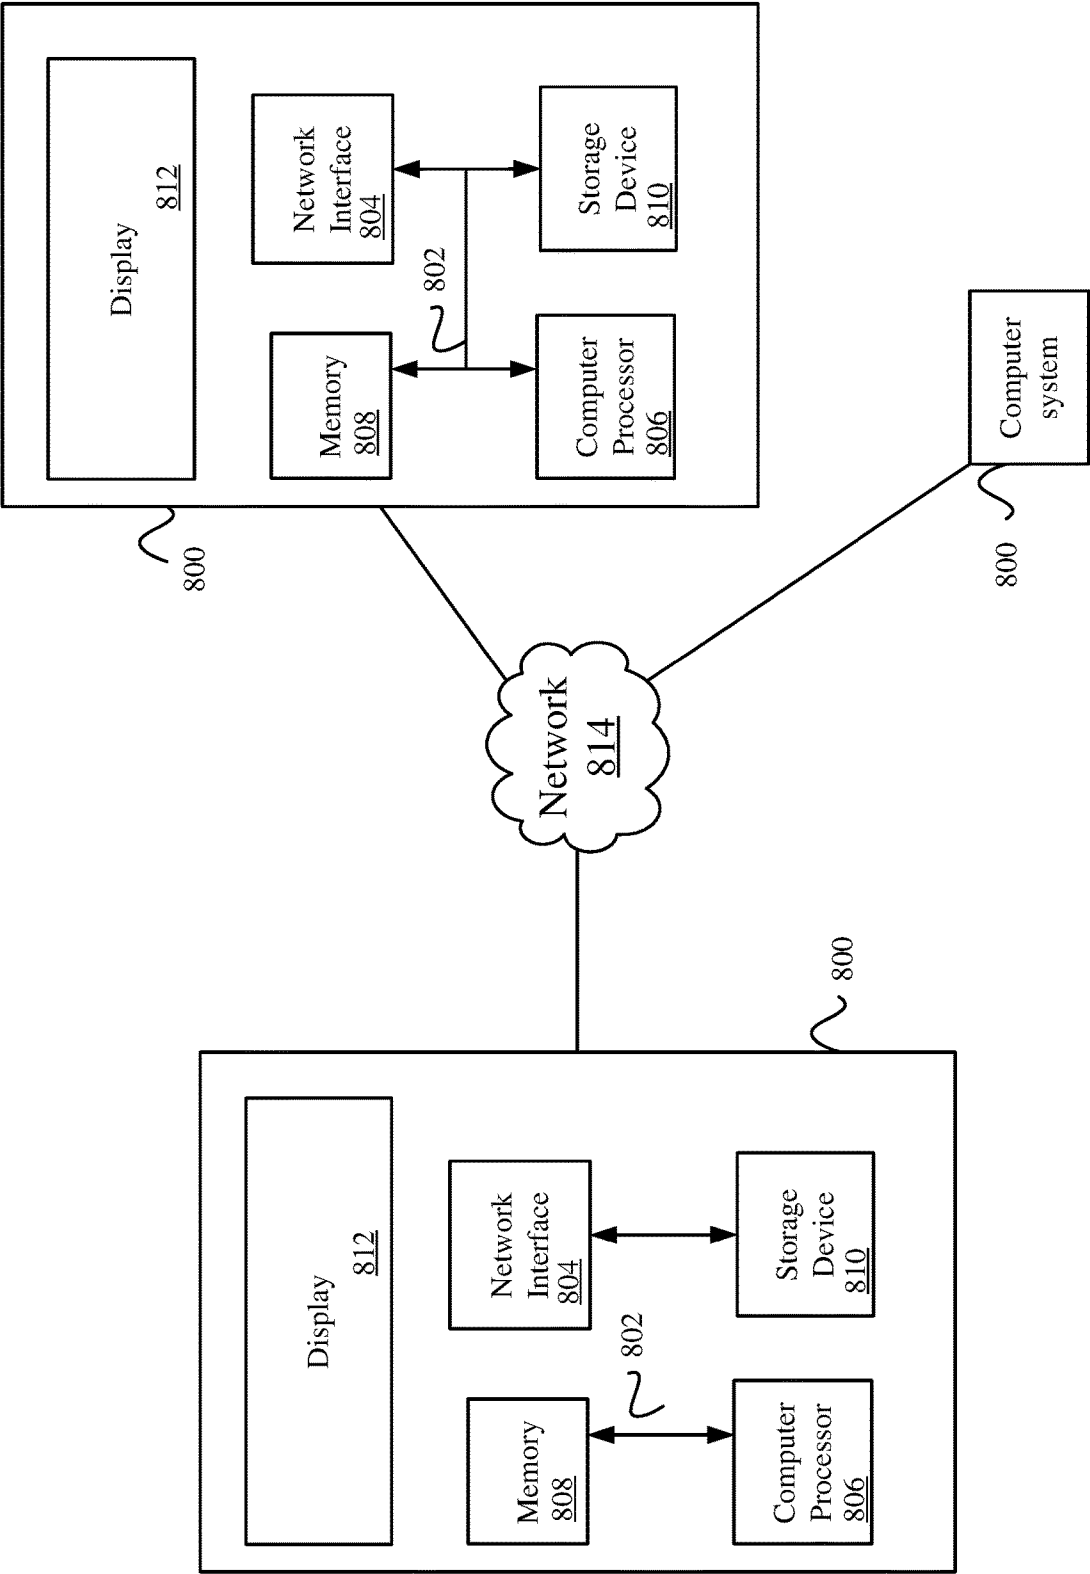 Display
812
Memory
808
Network
Interface
804
802
Computer
Processor
806
Storage
Device
810
800
Network
814
Display
812
Memory
808
Network
Interface
804
802
Computer
Processor
806
Storage
Device
810
800
Computer
system
800